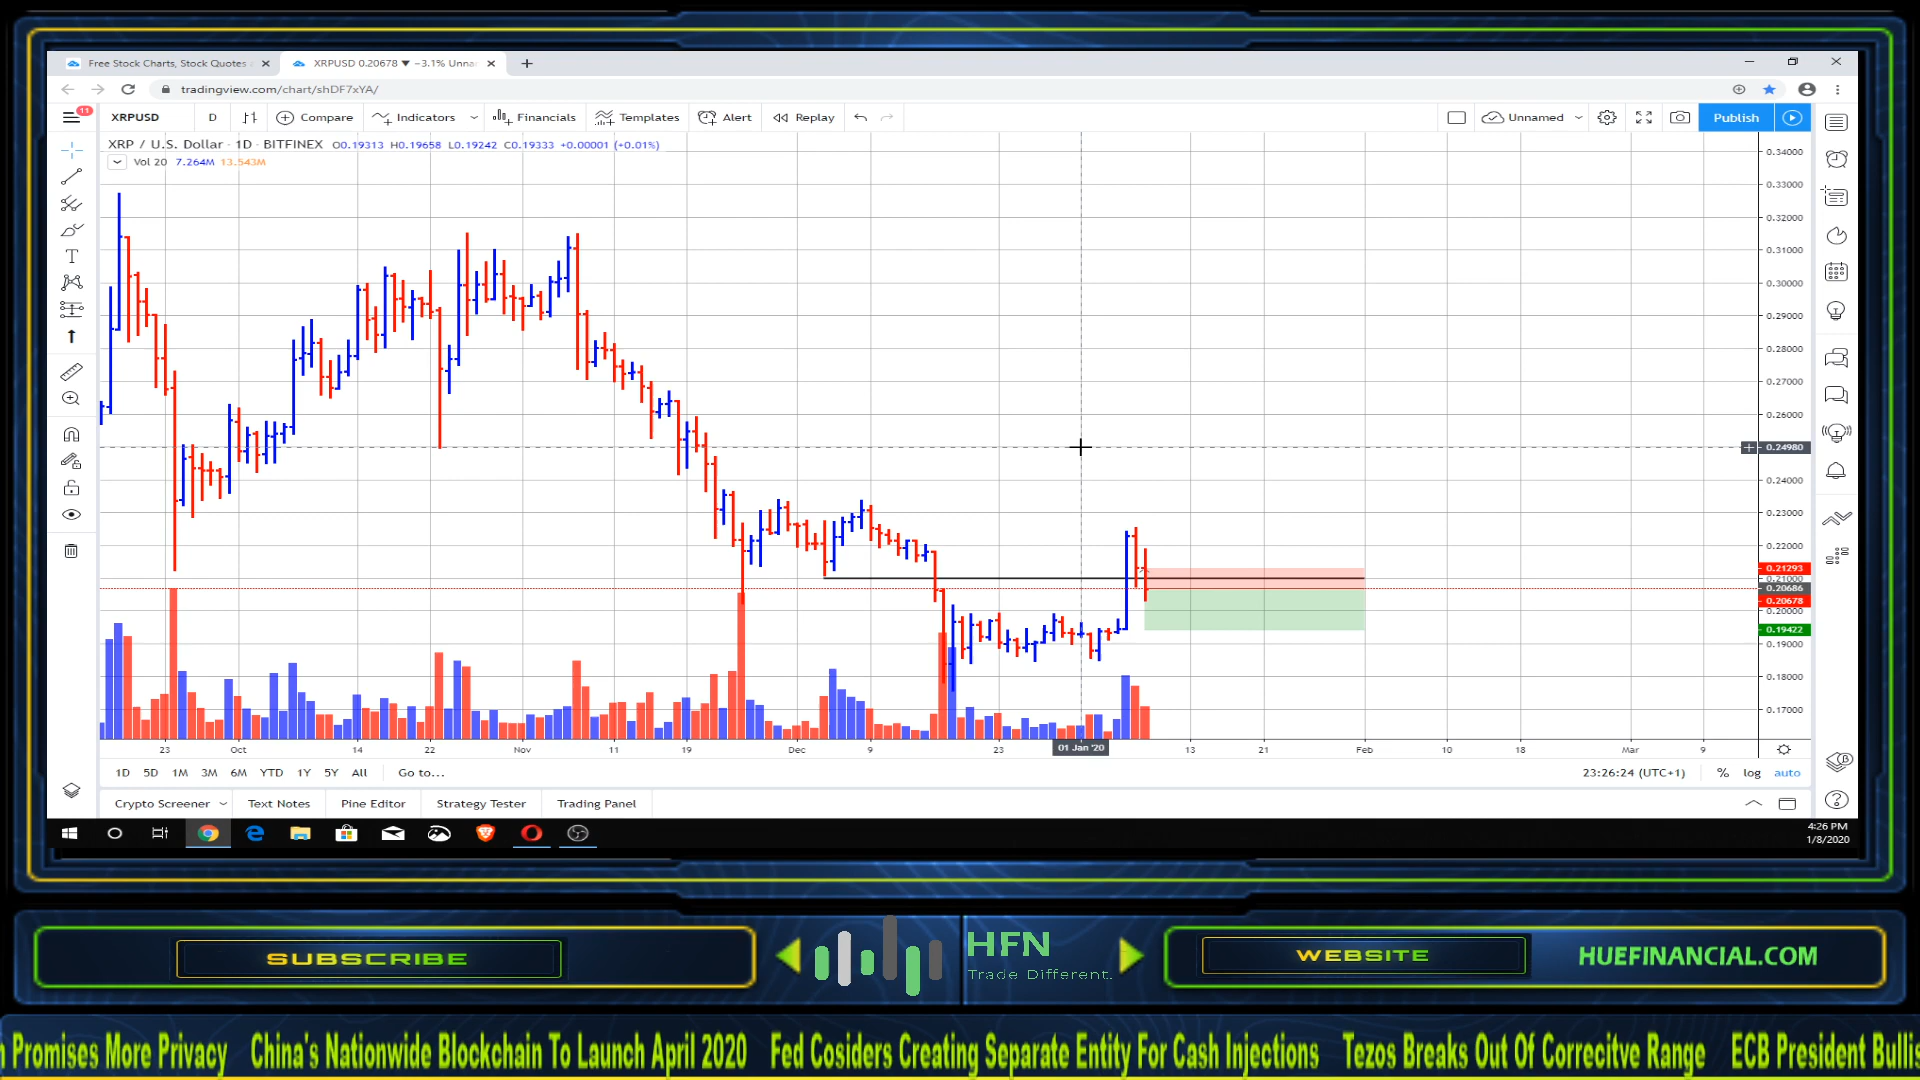 Free Stock Charts, Stock Quotes
XRPUSD 0.20678 ▼ −3.1% Unna
tradingview.com/chart/shDF7xYA/
11
XRPUSD D Compare Indicators Financials Templates Alert Replay Unnamed Publish
XRP / U.S. Dollar · 1D · BITFINEX O0.19313 H0.19658 L0.19242 C0.19333 +0.00001 (+0.01%)
Vol 20 7.264M 13.543M
0.34000
0.33000
0.32000
0.31000
0.30000
0.29000
0.28000
0.27000
0.26000
0.24980
0.24000
0.23000
0.22000
0.21293
0.21000
0.20686
0.20678
0.20000
0.19422
0.19000
0.18000
0.17000
23 Oct 14 22 Nov 11 19 Dec 9 23 01 Jan '20 13 21 Feb 10 18 Mar 9
1D 5D 1M 3M 6M YTD 1Y 5Y All Go to... 23:26:24 (UTC+1) % log auto
Crypto Screener Text Notes Pine Editor Strategy Tester Trading Panel
4:26 PM
1/8/2020
SUBSCRIBE
HFN
Trade Different.
WEBSITE
HUEFINANCIAL.COM
Promises More Privacy China's Nationwide Blockchain To Launch April 2020 Fed Cosiders Creating Separate Entity For Cash Injections Tezos Breaks Out Of Correcitve Range ECB President Bullis